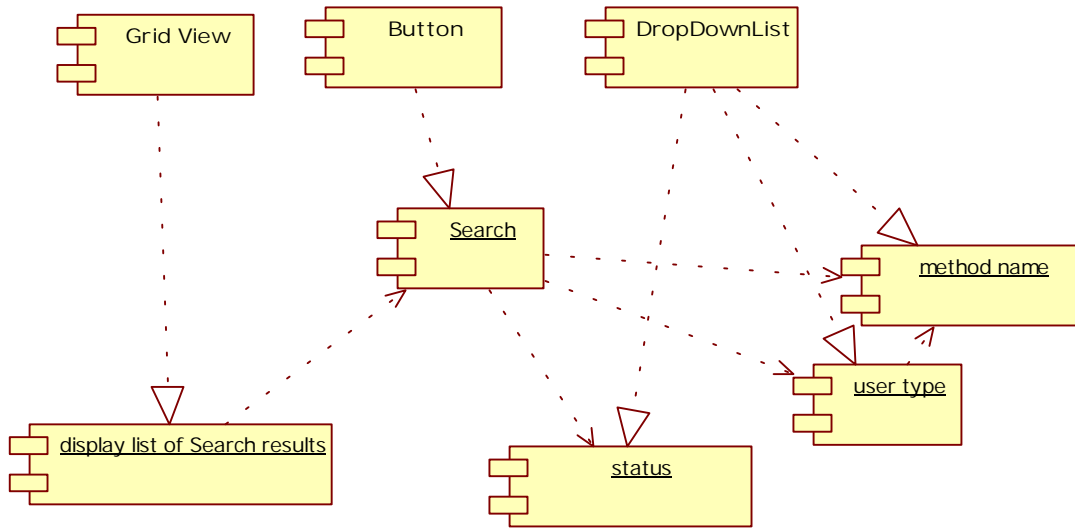 Grid View
Button
DropDownList
Search
method name
user type
display list of Search results
status